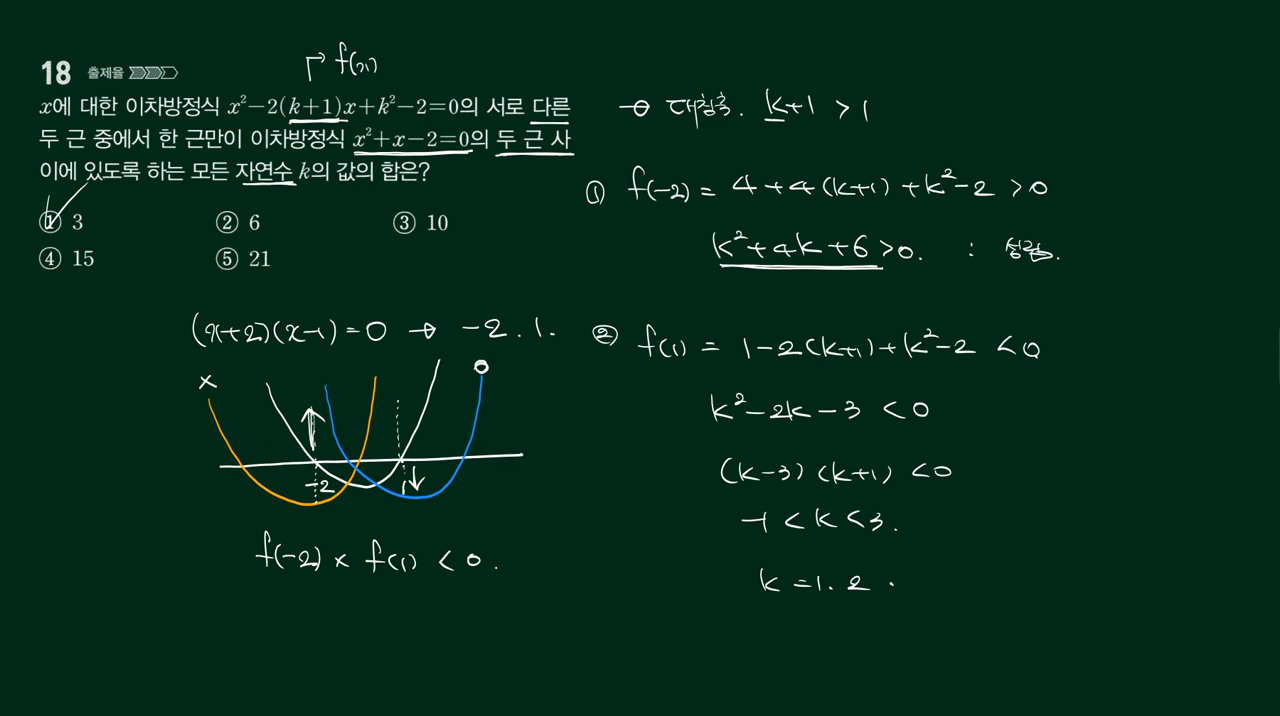 18 출제율
x에 대한 이차방정식 x²-2(k+1)x+k²-2=0의 서로 다른
두 근 중에서 한 근만이 이차방정식 x²+x-2=0의 두 근 사
이에 있도록 하는 모든 자연수 k의 값의 합은?
① 3 ② 6 ③ 10
④ 15 ⑤ 21
f(x)
(x+2)(x-1)=0 → -2, 1.
x
o
-2
1
f(-2) × f(1) < 0.
→ 대칭축. k+1 > 1
① f(-2) = 4+4(k+1)+k²-2 > 0
k²+4k+6 > 0. : 성립.
② f(1) = 1-2(k+1)+k²-2 < 0
k²-2k-3 < 0
(k-3)(k+1) < 0
-1 < k < 3.
k = 1. 2.